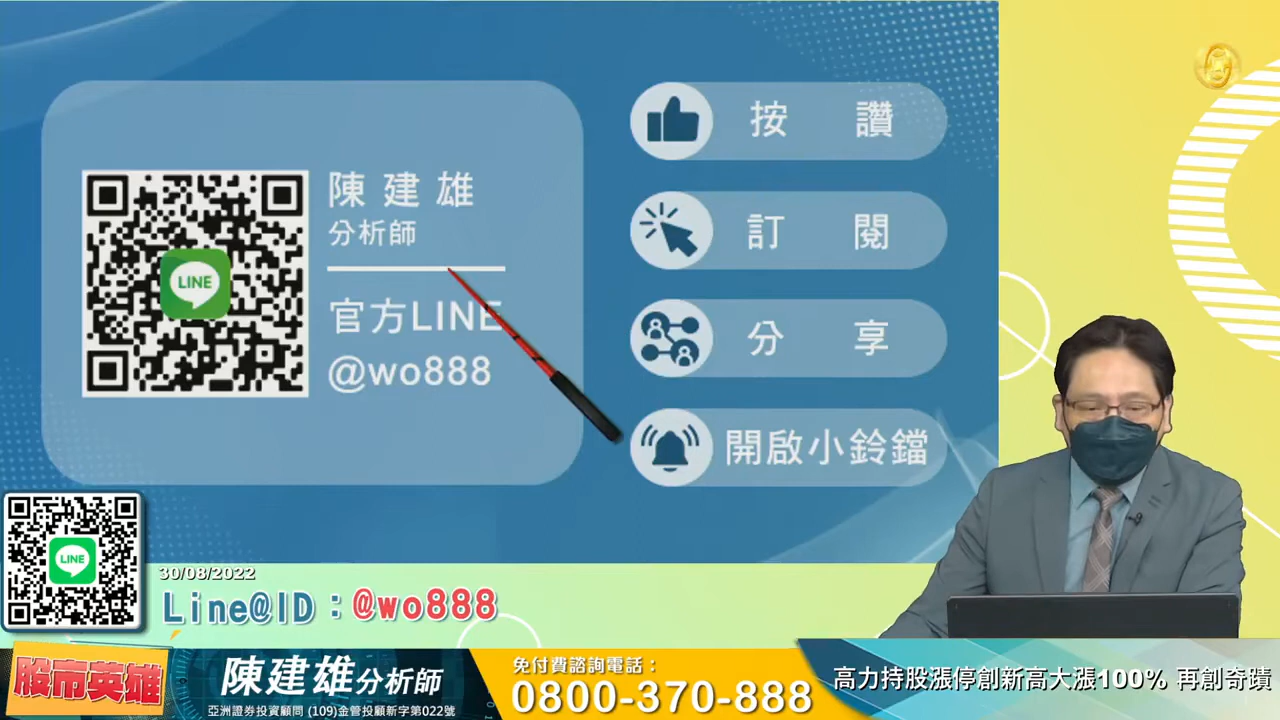 陳建雄
分析師
官方LINE
@wo888
LINE
按讚
訂閱
分享
開啟小鈴鐺
LINE
30/08/2022
Line@ID：@wo888
股市英雄
陳建雄分析師
亞洲證券投資顧問 (109)金管投顧新字第022號
免付費諮詢電話：
0800-370-888
高力持股漲停創新高大漲100% 再創奇蹟